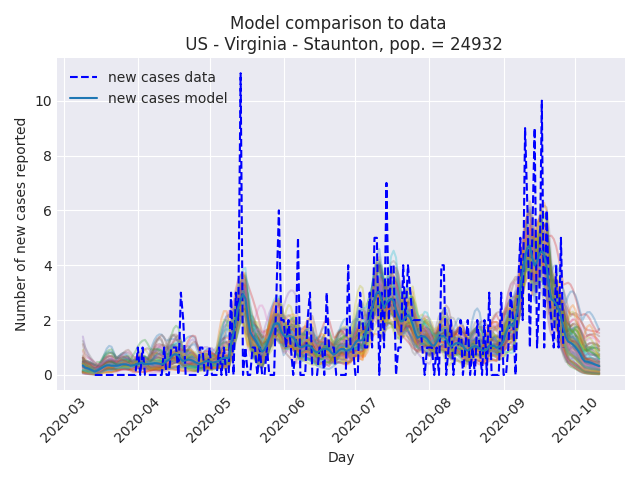 Model comparison to data
US - Virginia - Staunton, pop. = 24932
new cases data
new cases model
Number of new cases reported
10
8
6
4
2
0
2020-03
2020-04
2020-05
2020-06
2020-07
2020-08
2020-09
2020-10
Day